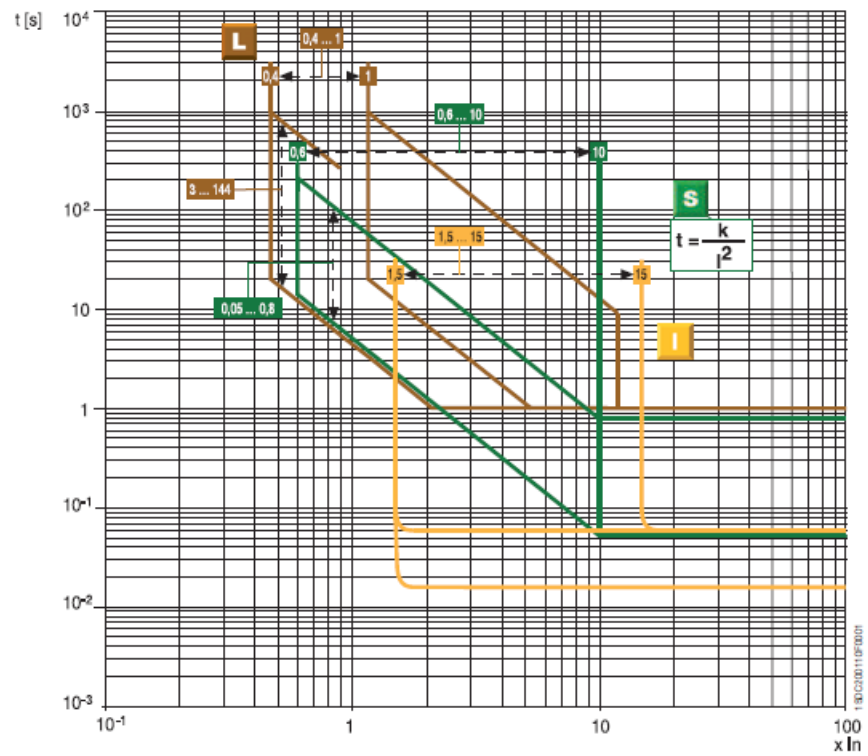 t [s]
10⁴
L
0,4 ... 1
0,4
1
10³
0,6 ... 10
0,6
10
3 ... 144
10²
S
t = k / I²
1,5 ... 15
1,5
15
0,05 ... 0,8
10
I
1
10⁻¹
10⁻²
10⁻³
10⁻¹
1
10
100
x In
1SDC200110F0001